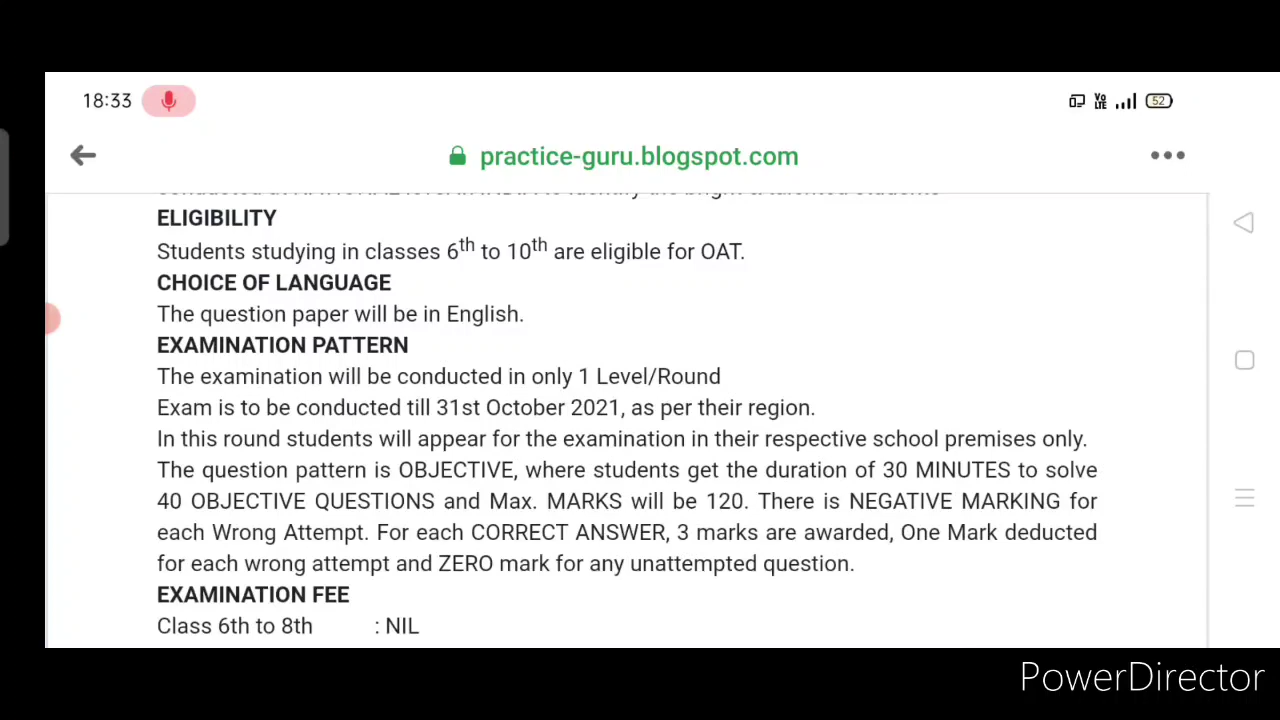 18:33
Vo
LTE
52
practice-guru.blogspot.com
ELIGIBILITY
Students studying in classes 6th to 10th are eligible for OAT.
CHOICE OF LANGUAGE
The question paper will be in English.
EXAMINATION PATTERN
The examination will be conducted in only 1 Level/Round
Exam is to be conducted till 31st October 2021, as per their region.
In this round students will appear for the examination in their respective school premises only.
The question pattern is OBJECTIVE, where students get the duration of 30 MINUTES to solve
40 OBJECTIVE QUESTIONS and Max. MARKS will be 120. There is NEGATIVE MARKING for
each Wrong Attempt. For each CORRECT ANSWER, 3 marks are awarded, One Mark deducted
for each wrong attempt and ZERO mark for any unattempted question.
EXAMINATION FEE
Class 6th to 8th : NIL
PowerDirector